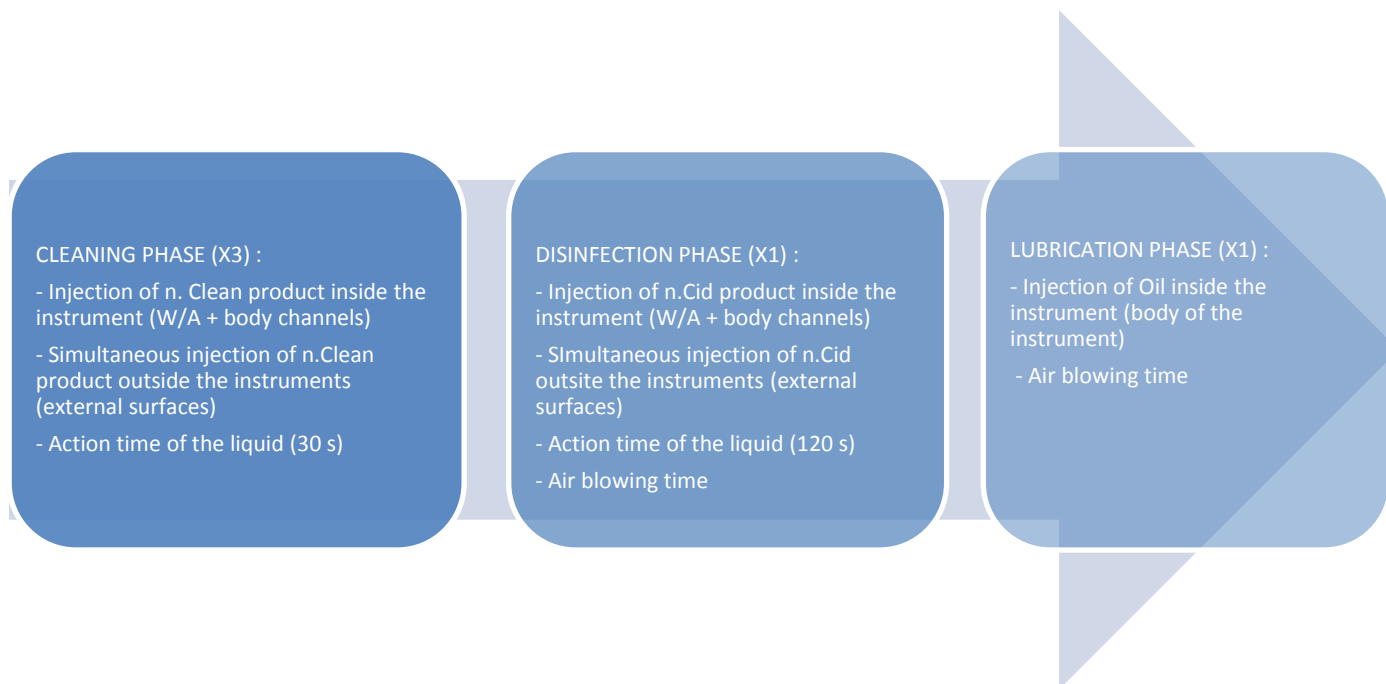 CLEANING PHASE (X3) :
- Injection of n. Clean product inside the
instrument (W/A + body channels)
- Simultaneous injection of n.Clean
product outside the instruments
(external surfaces)
- Action time of the liquid (30 s)
DISINFECTION PHASE (X1) :
- Injection of n.Cid product inside the
instrument (W/A + body channels)
- SImultaneous injection of n.Cid
outsite the instruments (external
surfaces)
- Action time of the liquid (120 s)
- Air blowing time
LUBRICATION PHASE (X1) :
- Injection of Oil inside the
instrument (body of the
instrument)
- Air blowing time